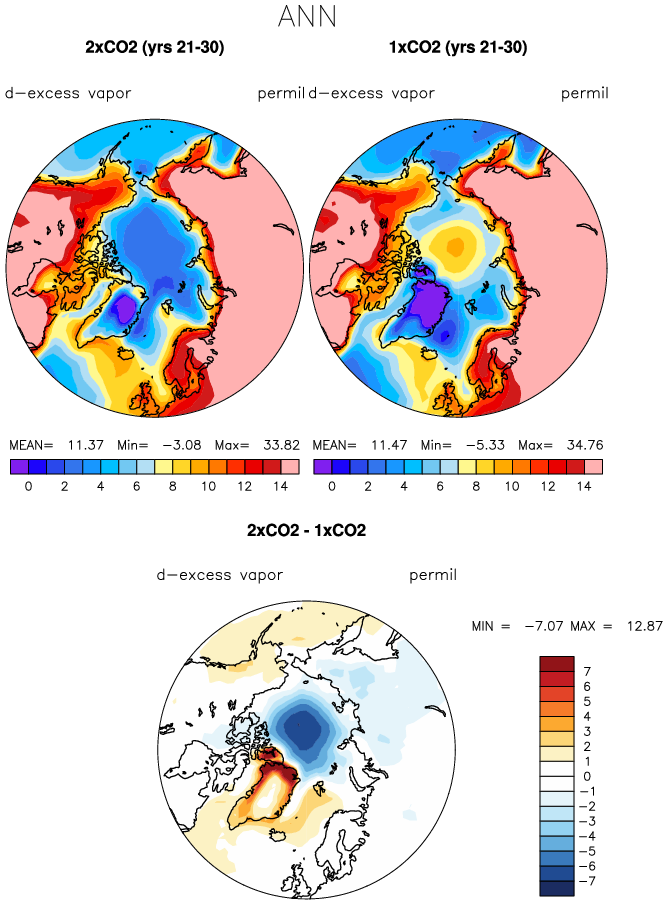 ANN
2xCO2 (yrs 21-30)
1xCO2 (yrs 21-30)
d-excess vapor permil
d-excess vapor permil
MEAN= 11.37 Min= -3.08 Max= 33.82
0 2 4 6 8 10 12 14
MEAN= 11.47 Min= -5.33 Max= 34.76
0 2 4 6 8 10 12 14
2xCO2 - 1xCO2
d-excess vapor permil
MIN = -7.07 MAX = 12.87
7
6
5
4
3
2
1
0
-1
-2
-3
-4
-5
-6
-7